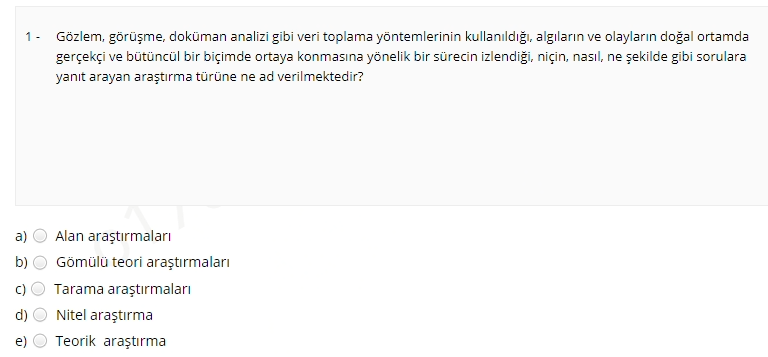 1 - Gözlem, görüşme, doküman analizi gibi veri toplama yöntemlerinin kullanıldığı, algıların ve olayların doğal ortamda
gerçekçi ve bütüncül bir biçimde ortaya konmasına yönelik bir sürecin izlendiği, niçin, nasıl, ne şekilde gibi sorulara
yanıt arayan araştırma türüne ne ad verilmektedir?
a) Alan araştırmaları
b) Gömülü teori araştırmaları
c) Tarama araştırmaları
d) Nitel araştırma
e) Teorik araştırma